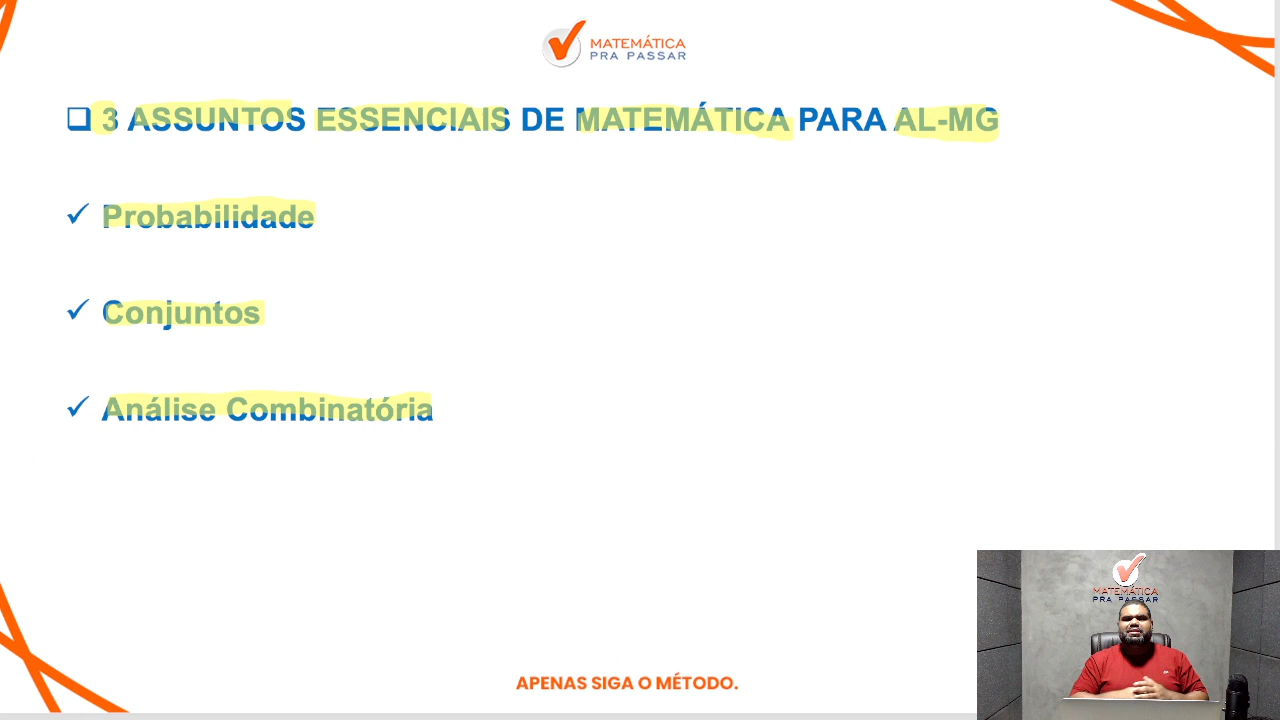 MATEMÁTICA
PRA PASSAR
3 ASSUNTOS ESSENCIAIS DE MATEMÁTICA PARA AL-MG
Probabilidade
Conjuntos
Análise Combinatória
MATEMÁTICA
PRA PASSAR
APENAS SIGA O MÉTODO.